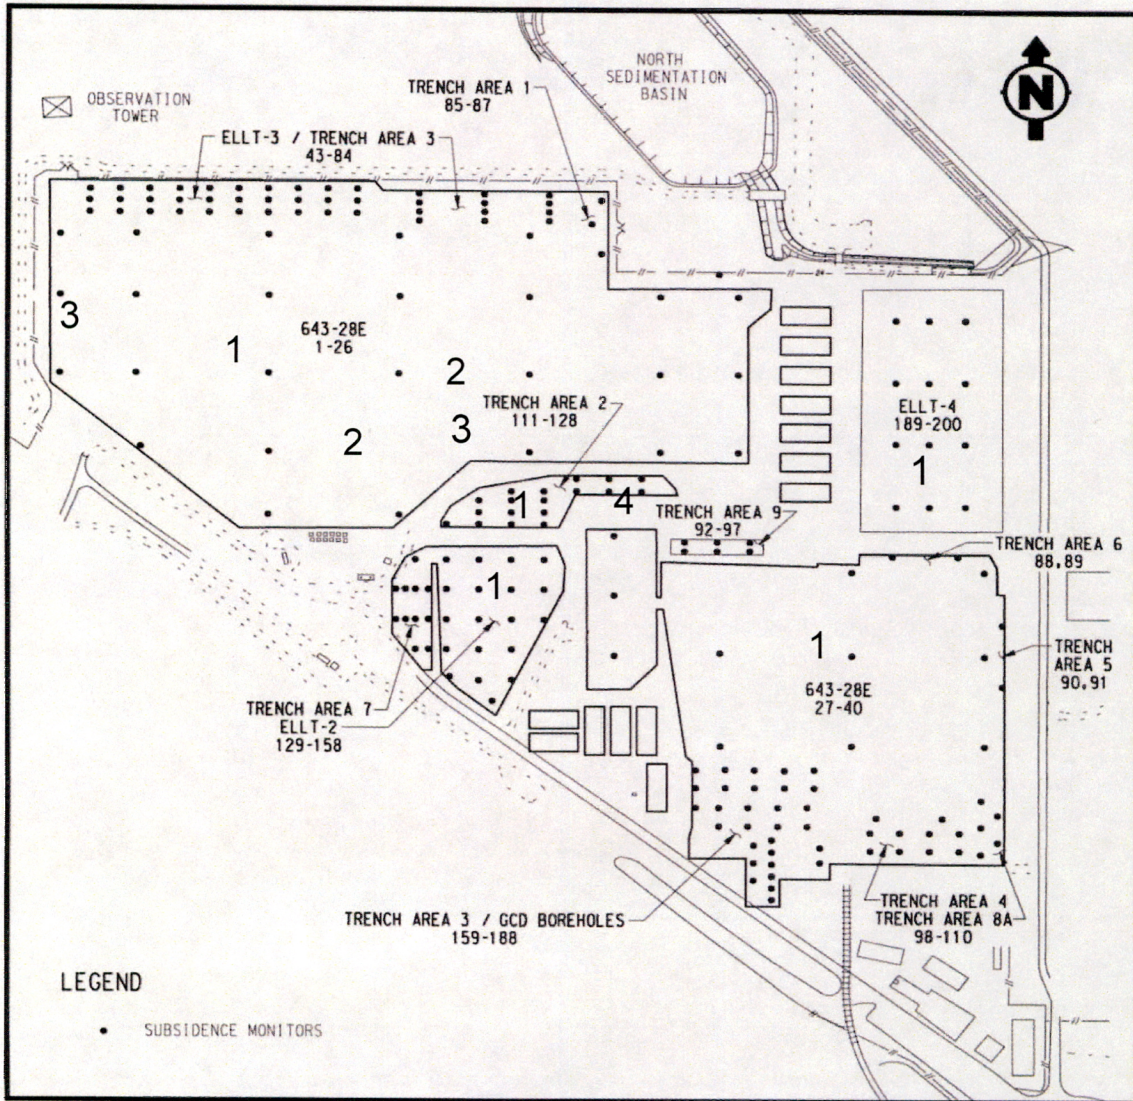 NORTH
SEDIMENTATION
BASIN
N
OBSERVATION
TOWER
TRENCH AREA 1
85-87
ELLT-3 / TRENCH AREA 3
43-84
3
1
643-28E
1-26
2
TRENCH AREA 2
111-128
3
2
ELLT-4
189-200
1
1
4
TRENCH AREA 9
92-97
TRENCH AREA 6
88,89
1
1
TRENCH
AREA 5
90,91
643-28E
27-40
TRENCH AREA 7
ELLT-2
129-158
TRENCH AREA 3 / GCD BOREHOLES
159-188
TRENCH AREA 4
TRENCH AREA 8A
98-110
LEGEND
SUBSIDENCE MONITORS